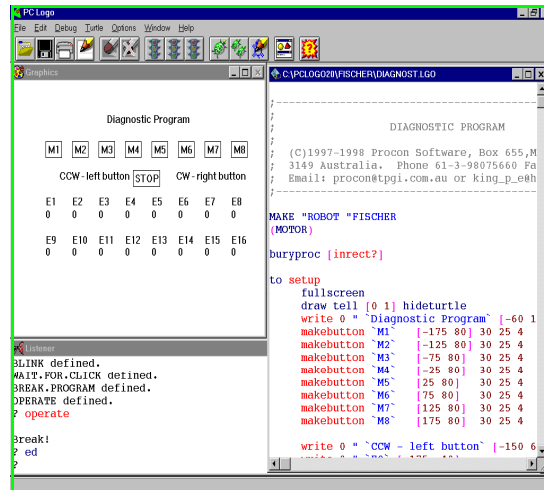 PC Logo
File Edit Debug Turtle Options Window Help
Graphics
Diagnostic Program
M1 M2 M3 M4 M5 M6 M7 M8
CCW - left button STOP CW - right button
E1 E2 E3 E4 E5 E6 E7 E8
0 0 0 0 0 0 0 0
E9 E10 E11 E12 E13 E14 E15 E16
0 0 0 0 0 0 0 0
Listener
BLINK defined.
WAIT.FOR.CLICK defined.
BREAK.PROGRAM defined.
OPERATE defined.
? operate
Break!
? ed
?
C:\PCLOGO20\FISCHER\DIAGNOST.LGO
;
;
; DIAGNOSTIC PROGRAM
;
; (C)1997-1998 Procon Software, Box 655,M
; 3149 Australia. Phone 61-3-98075660 Fa
; Email: procon@tpgi.com.au or king_p_e@h
;
MAKE "ROBOT "FISCHER
(MOTOR)
buryproc [inrect?]
to setup
fullscreen
draw tell [0 1] hideturtle
write 0 " `Diagnostic Program` [-60 1
makebutton `M1` [-175 80] 30 25 4
makebutton `M2` [-125 80] 30 25 4
makebutton `M3` [-75 80] 30 25 4
makebutton `M4` [-25 80] 30 25 4
makebutton `M5` [25 80] 30 25 4
makebutton `M6` [75 80] 30 25 4
makebutton `M7` [125 80] 30 25 4
makebutton `M8` [175 80] 30 25 4
write 0 " `CCW - left button` [-150 6